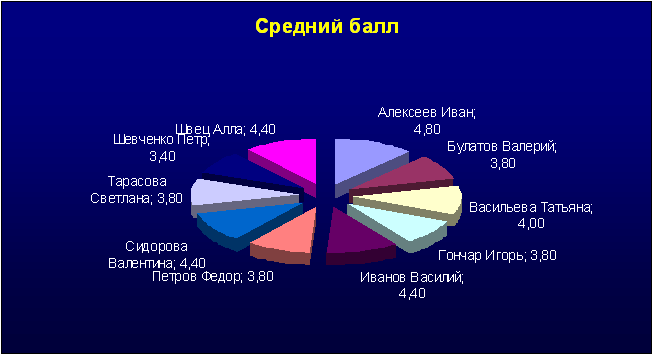 Средний балл
Алексеев Иван;
4,80
Булатов Валерий;
3,80
Васильева Татьяна;
4,00
Гончар Игорь; 3,80
Иванов Василий;
4,40
Петров Федор; 3,80
Сидорова
Валентина; 4,40
Тарасова
Светлана; 3,80
Шевченко Петр;
3,40
Швец Алла; 4,40